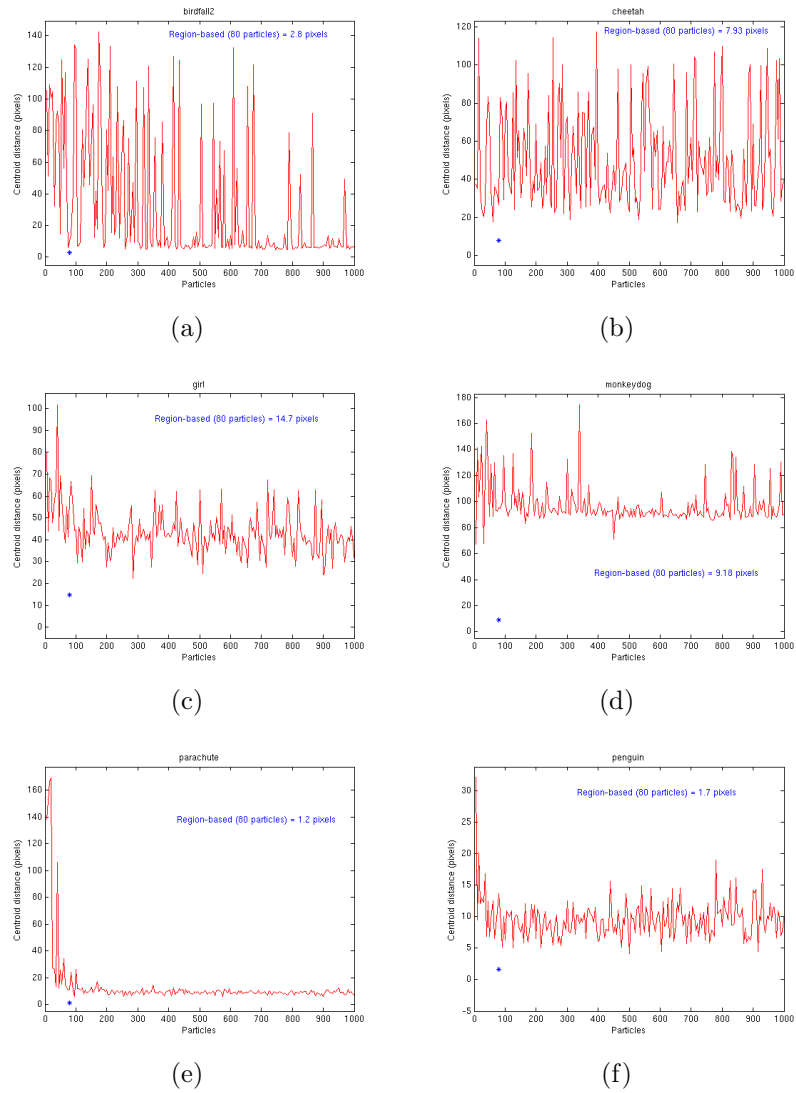 birdfall2
Region-based (80 particles) = 2.8 pixels
Centroid distance (pixels)
140
120
100
80
60
40
20
0
0 100 200 300 400 500 600 700 800 900 1000
Particles
(a)
cheetah
Region-based (80 particles) = 7.93 pixels
Centroid distance (pixels)
120
100
80
60
40
20
0
0 100 200 300 400 500 600 700 800 900 1000
Particles
(b)
girl
Region-based (80 particles) = 14.7 pixels
Centroid distance (pixels)
100
90
80
70
60
50
40
30
20
10
0
0 100 200 300 400 500 600 700 800 900 1000
Particles
(c)
monkeydog
Region-based (80 particles) = 9.18 pixels
Centroid distance (pixels)
180
160
140
120
100
80
60
40
20
0
0 100 200 300 400 500 600 700 800 900 1000
Particles
(d)
parachute
Region-based (80 particles) = 1.2 pixels
Centroid distance (pixels)
160
140
120
100
80
60
40
20
0
0 100 200 300 400 500 600 700 800 900 1000
Particles
(e)
penguin
Region-based (80 particles) = 1.7 pixels
Centroid distance (pixels)
30
25
20
15
10
5
0
-5
0 100 200 300 400 500 600 700 800 900 1000
Particles
(f)